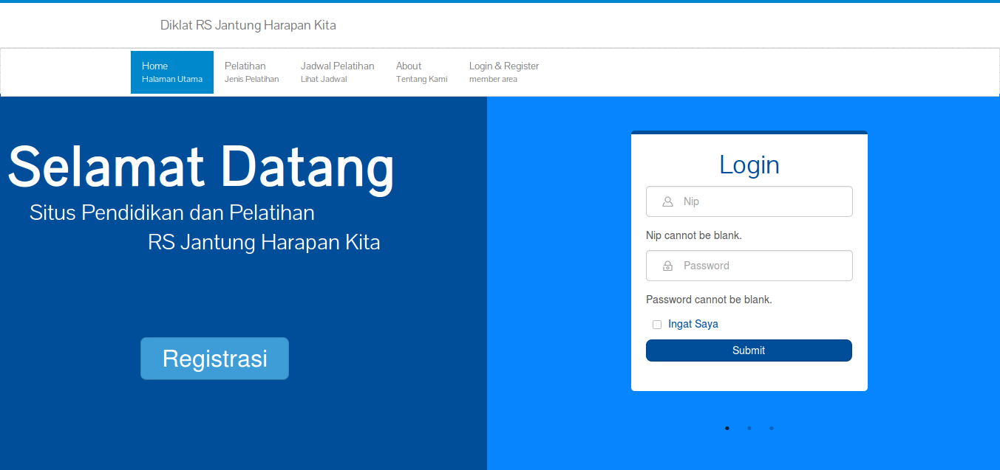 Diklat RS Jantung Harapan Kita
Home Pelatihan Jadwal Pelatihan About Login & Register
Halaman Utama Jenis Pelatihan Lihat Jadwal Tentang Kami member area
Selamat Datang
Situs Pendidikan dan Pelatihan
RS Jantung Harapan Kita
Registrasi
Login
Nip
Nip cannot be blank.
Password
Password cannot be blank.
Ingat Saya
Submit